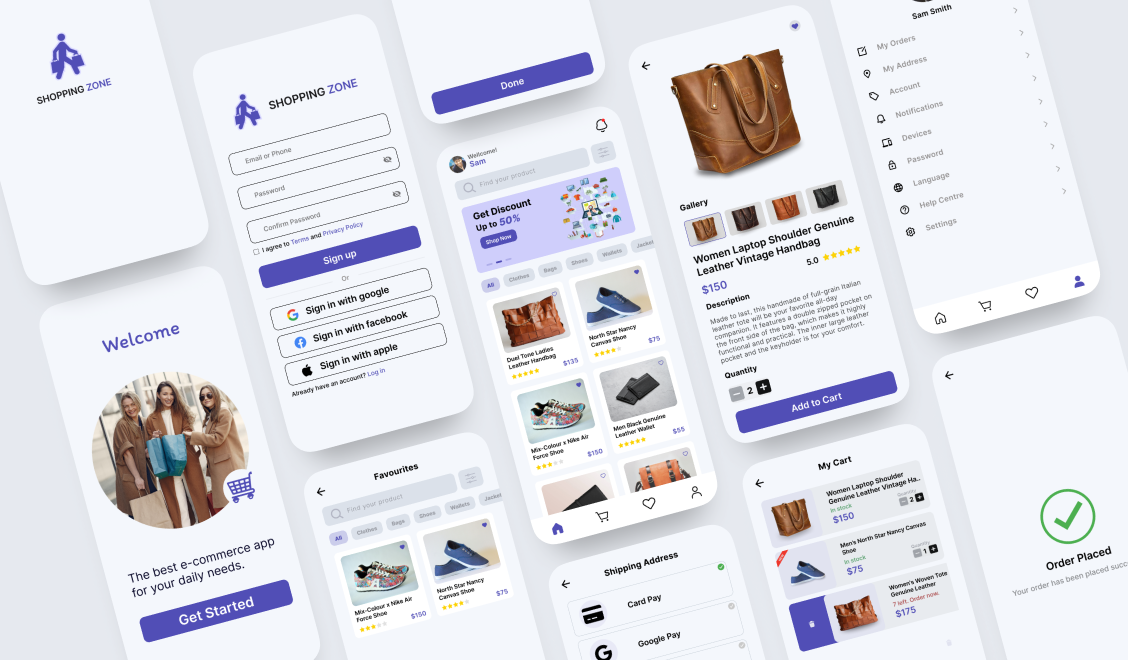 SHOPPING ZONE
Welcome
The best e-commerce app
for your daily needs.
Get Started
SHOPPING ZONE
Email or Phone
Password
Confirm Password
I agree to Terms and Privacy Policy
Sign up
Or
Sign in with google
Sign in with facebook
Sign in with apple
Already have an account? Log in
Favourites
Find your product
All
Clothes
Bags
Shoes
Wallets
Jacket
Mix-Colour x Nike Air
Force Shoe
$150
North Star Nancy
Canvas Shoe
$75
Done
Wellcome!
Sam
Find your product
Get Discount
Up to 50%
Shop Now
All
Clothes
Bags
Shoes
Wallets
Jacket
Duel Tone Ladies
Leather Handbag
$135
North Star Nancy
Canvas Shoe
$75
Mix-Colour x Nike Air
Force Shoe
$150
Men Black Genuine
Leather Wallet
$55
Shipping Address
Card Pay
Google Pay
Gallery
Women Laptop Shoulder Genuine
Leather Vintage Handbag
5.0
$150
Description
Made to last, this handmade of full-grain Italian
leather tote will be your favorite all-day
companion. It features a double zipped pocket on
the front side of the bag, which makes it highly
functional and practical. The inner large leather
pocket and the keyholder is for your comfort.
Quantity
2
Add to Cart
My Cart
Women Laptop Shoulder
Genuine Leather Vintage Ha..
In stock
Quantity
2
$150
Men's North Star Nancy Canvas
Shoe
In stock
Quantity
1
$75
Women's Woven Tote
Genuine Leather
7 left. Order now.
$175
Sam Smith
My Orders
My Address
Account
Notifications
Devices
Password
Language
Help Centre
Settings
Order Placed
Your order has been placed succ